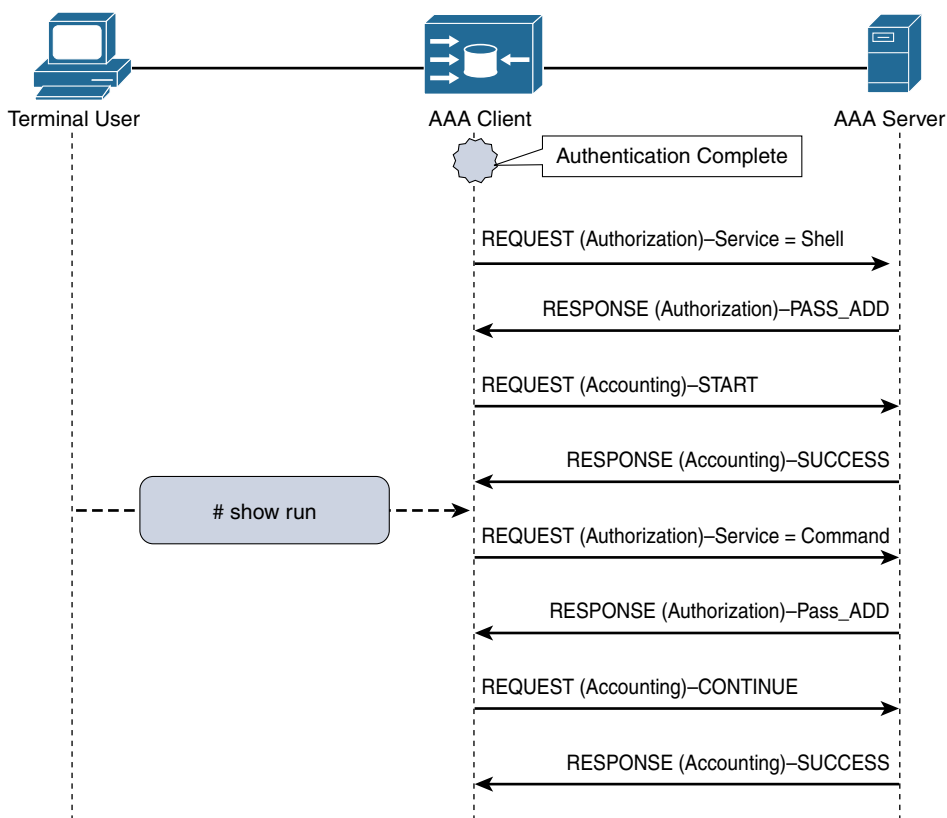 Terminal User
AAA Client
AAA Server
Authentication Complete
REQUEST (Authorization)–Service = Shell
RESPONSE (Authorization)–PASS_ADD
REQUEST (Accounting)–START
RESPONSE (Accounting)–SUCCESS
# show run
REQUEST (Authorization)–Service = Command
RESPONSE (Authorization)–Pass_ADD
REQUEST (Accounting)–CONTINUE
RESPONSE (Accounting)–SUCCESS